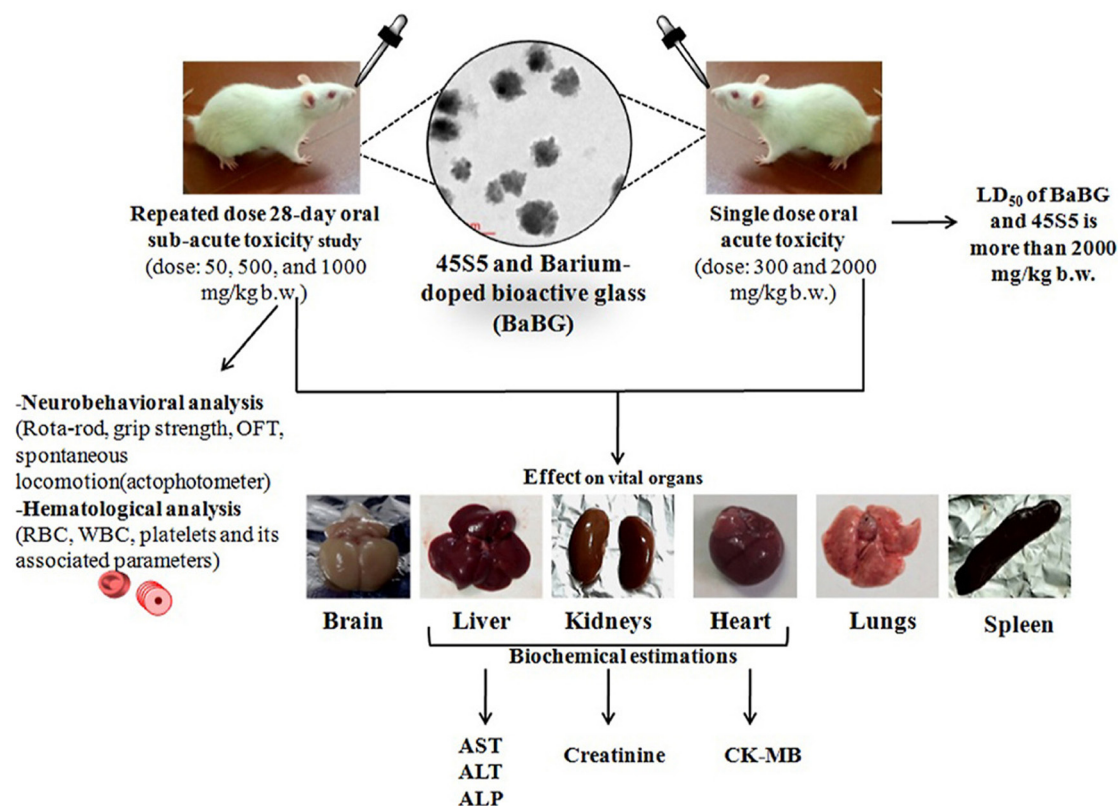 Repeated dose 28-day oral
sub-acute toxicity study
(dose: 50, 500, and 1000
mg/kg b.w.)
45S5 and Barium-
doped bioactive glass
(BaBG)
Single dose oral
acute toxicity
(dose: 300 and 2000
mg/kg b.w.)
LD50 of BaBG
and 45S5 is
more than 2000
mg/kg b.w.
-Neurobehavioral analysis
(Rota-rod, grip strength, OFT,
spontaneous
locomotion(actophotometer)
-Hematological analysis
(RBC, WBC, platelets and its
associated parameters)
Effect on vital organs
Brain
Liver
Kidneys
Heart
Lungs
Spleen
Biochemical estimations
AST
ALT
ALP
Creatinine
CK-MB